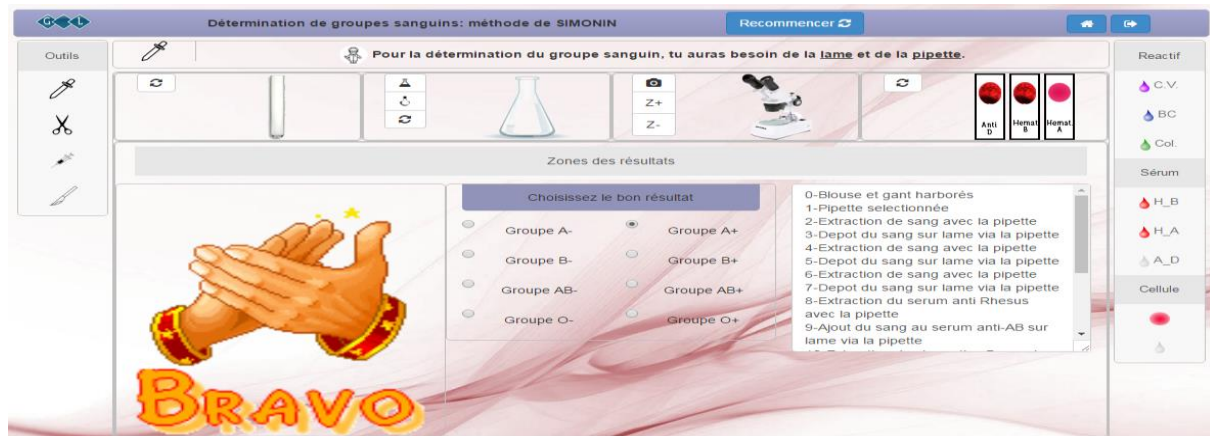 G L
Détermination de groupes sanguins: méthode de SIMONIN
Recommencer
Outils
Pour la détermination du groupe sanguin, tu auras besoin de la lame et de la pipette.
Reactif
C.V.
BC
Col.
Sérum
H_B
H_A
A_D
Cellule
Z+
Z-
Anti D
Hemat B
Hemat A
Zones des résultats
Choisissez le bon résultat
Groupe A-
Groupe A+
Groupe B-
Groupe B+
Groupe AB-
Groupe AB+
Groupe O-
Groupe O+
0-Blouse et gant harborés
1-Pipette selectionnée
2-Extraction de sang avec la pipette
3-Depot du sang sur lame via la pipette
4-Extraction de sang avec la pipette
5-Depot du sang sur lame via la pipette
6-Extraction de sang avec la pipette
7-Depot du sang sur lame via la pipette
8-Extraction du serum anti Rhesus
avec la pipette
9-Ajout du sang au serum anti-AB sur
lame via la pipette
BRAVO